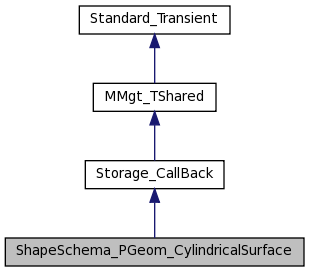 Standard_Transient
MMgt_TShared
Storage_CallBack
ShapeSchema_PGeom_CylindricalSurface